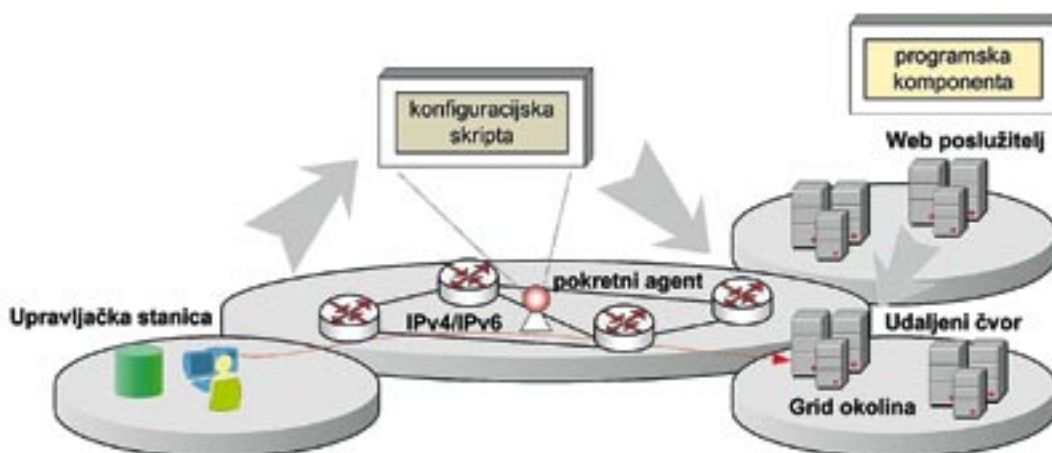 programska
komponenta
konfiguracijska
skripta
Web poslužitelj
pokretni agent
Upravljačka stanica
IPv4/IPv6
Udaljeni čvor
Grid okolina